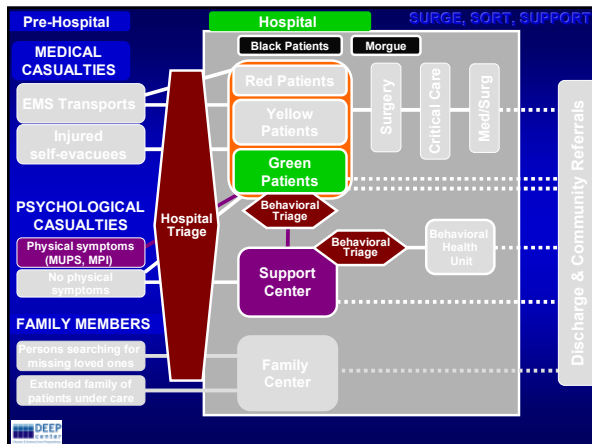 Pre-Hospital
Hospital
SURGE, SORT, SUPPORT
MEDICAL
CASUALTIES
EMS Transports
Injured
self-evacuees
PSYCHOLOGICAL
CASUALTIES
Physical symptoms
(MUPS, MPI)
No physical
symptoms
FAMILY MEMBERS
Persons searching for
missing loved ones
Extended family of
patients under care
Hospital
Triage
Black Patients
Morgue
Red Patients
Yellow
Patients
Green
Patients
Behavioral
Triage
Support
Center
Family
Center
Surgery
Critical Care
Med/Surg
Behavioral
Triage
Behavioral
Health
Unit
Discharge & Community Referrals
DEEP
center